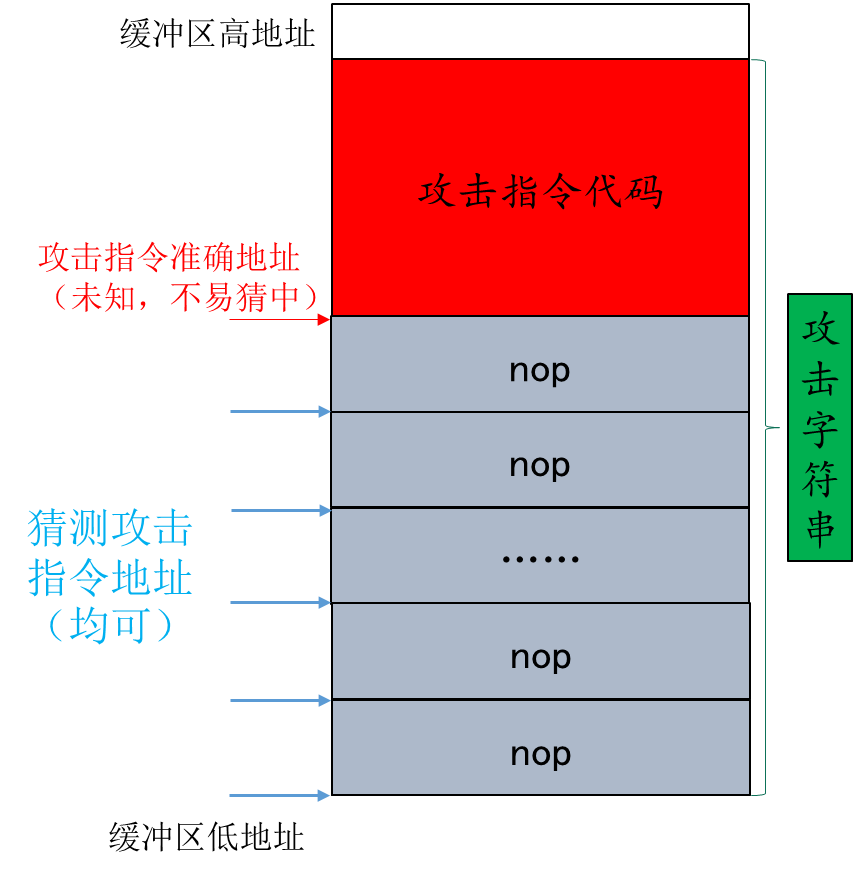 缓冲区高地址
攻击指令代码
攻击指令准确地址
（未知，不易猜中）
nop
nop
……
nop
nop
猜测攻击
指令地址
（均可）
攻
击
字
符
串
缓冲区低地址